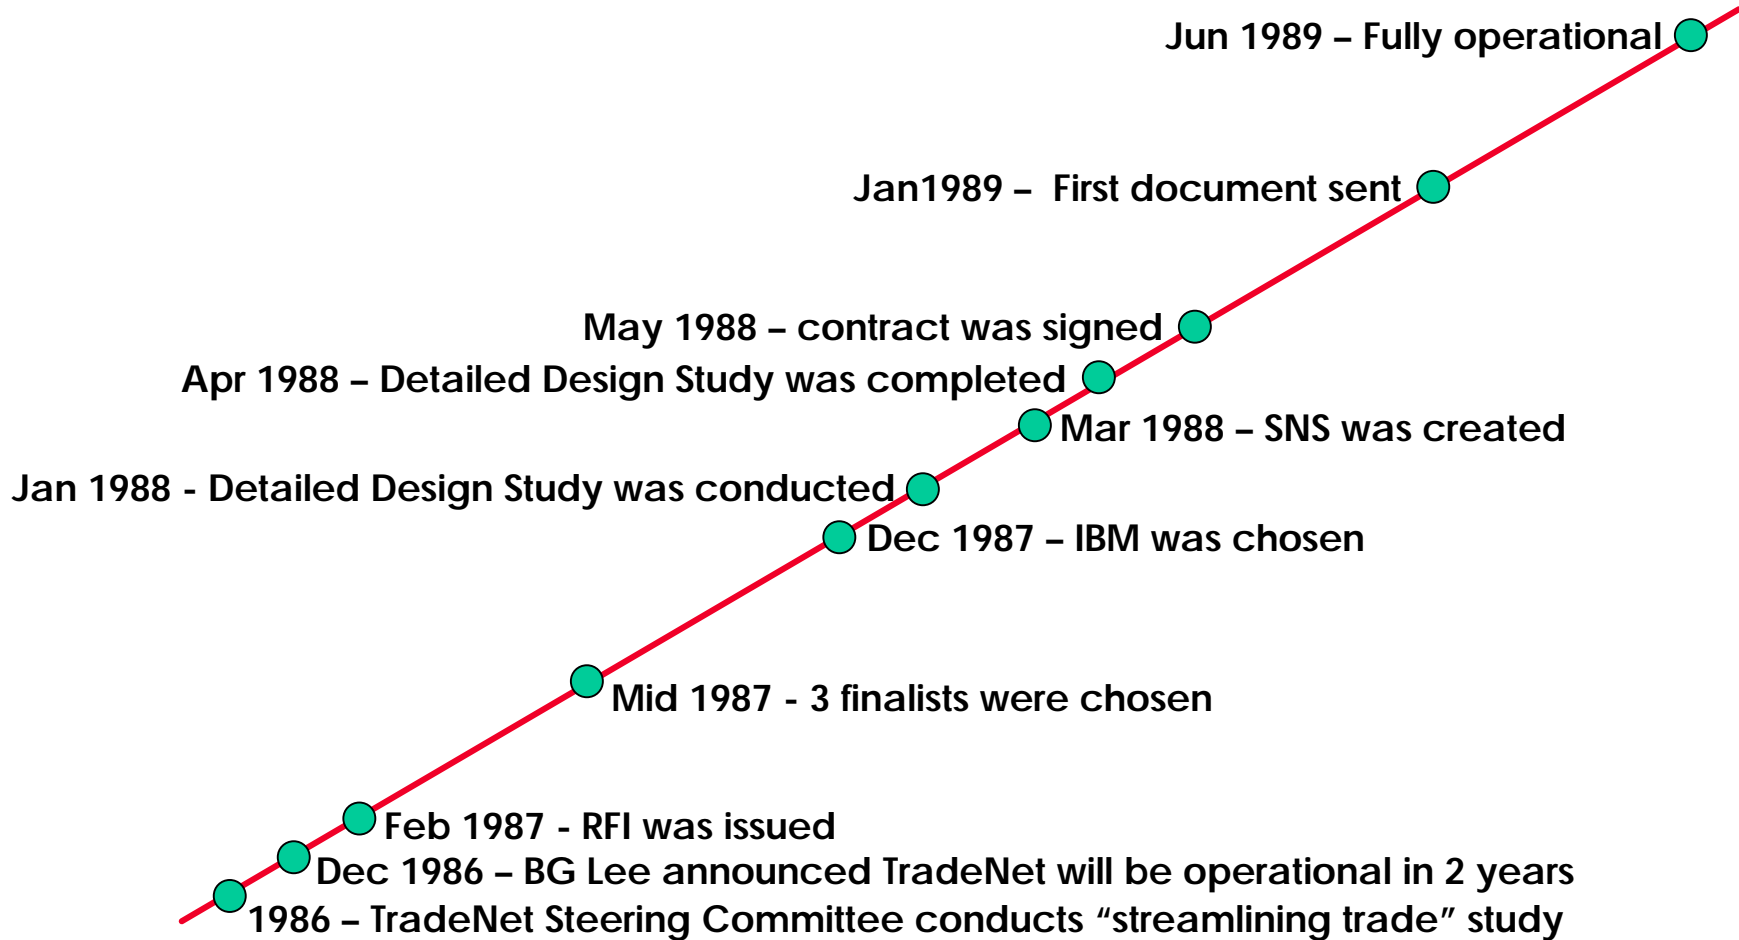 Jun 1989 – Fully operational
Jan1989 –  First document sent
May 1988 – contract was signed
Apr 1988 – Detailed Design Study was completed
Mar 1988 – SNS was created
Jan 1988 - Detailed Design Study was conducted
Dec 1987 – IBM was chosen
Mid 1987 - 3 finalists were chosen
Feb 1987 - RFI was issued
Dec 1986 – BG Lee announced TradeNet will be operational in 2 years
1986 – TradeNet Steering Committee conducts “streamlining trade” study